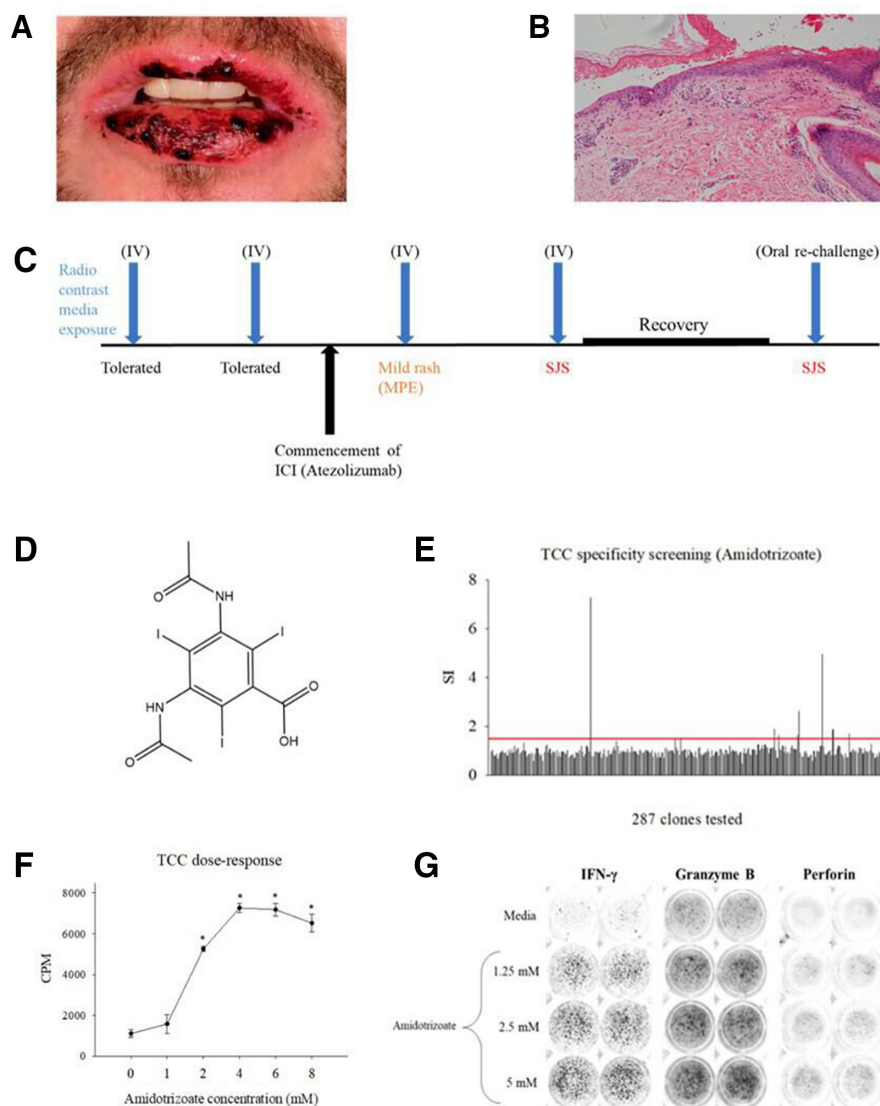 A
B
C
(IV)
(IV)
(IV)
(IV)
(Oral re-challenge)
Radio
contrast
media
exposure
Recovery
Tolerated
Tolerated
Mild rash
(MPE)
SJS
SJS
Commencement of
ICI (Atezolizumab)
D
O
NH
I
I
HN
O
I
OH
O
E
TCC specificity screening (Amidotrizoate)
8
6
4
2
0
SI
287 clones tested
F
TCC dose-response
8000
6000
4000
2000
0
CPM
* * * *
0 1 2 4 6 8
Amidotrizoate concentration (mM)
G
IFN-γ Granzyme B Perforin
Media
1.25 mM
Amidotrizoate
2.5 mM
5 mM